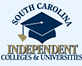 SOUTH CAROLINA
INDEPENDENT
COLLEGES & UNIVERSITIES